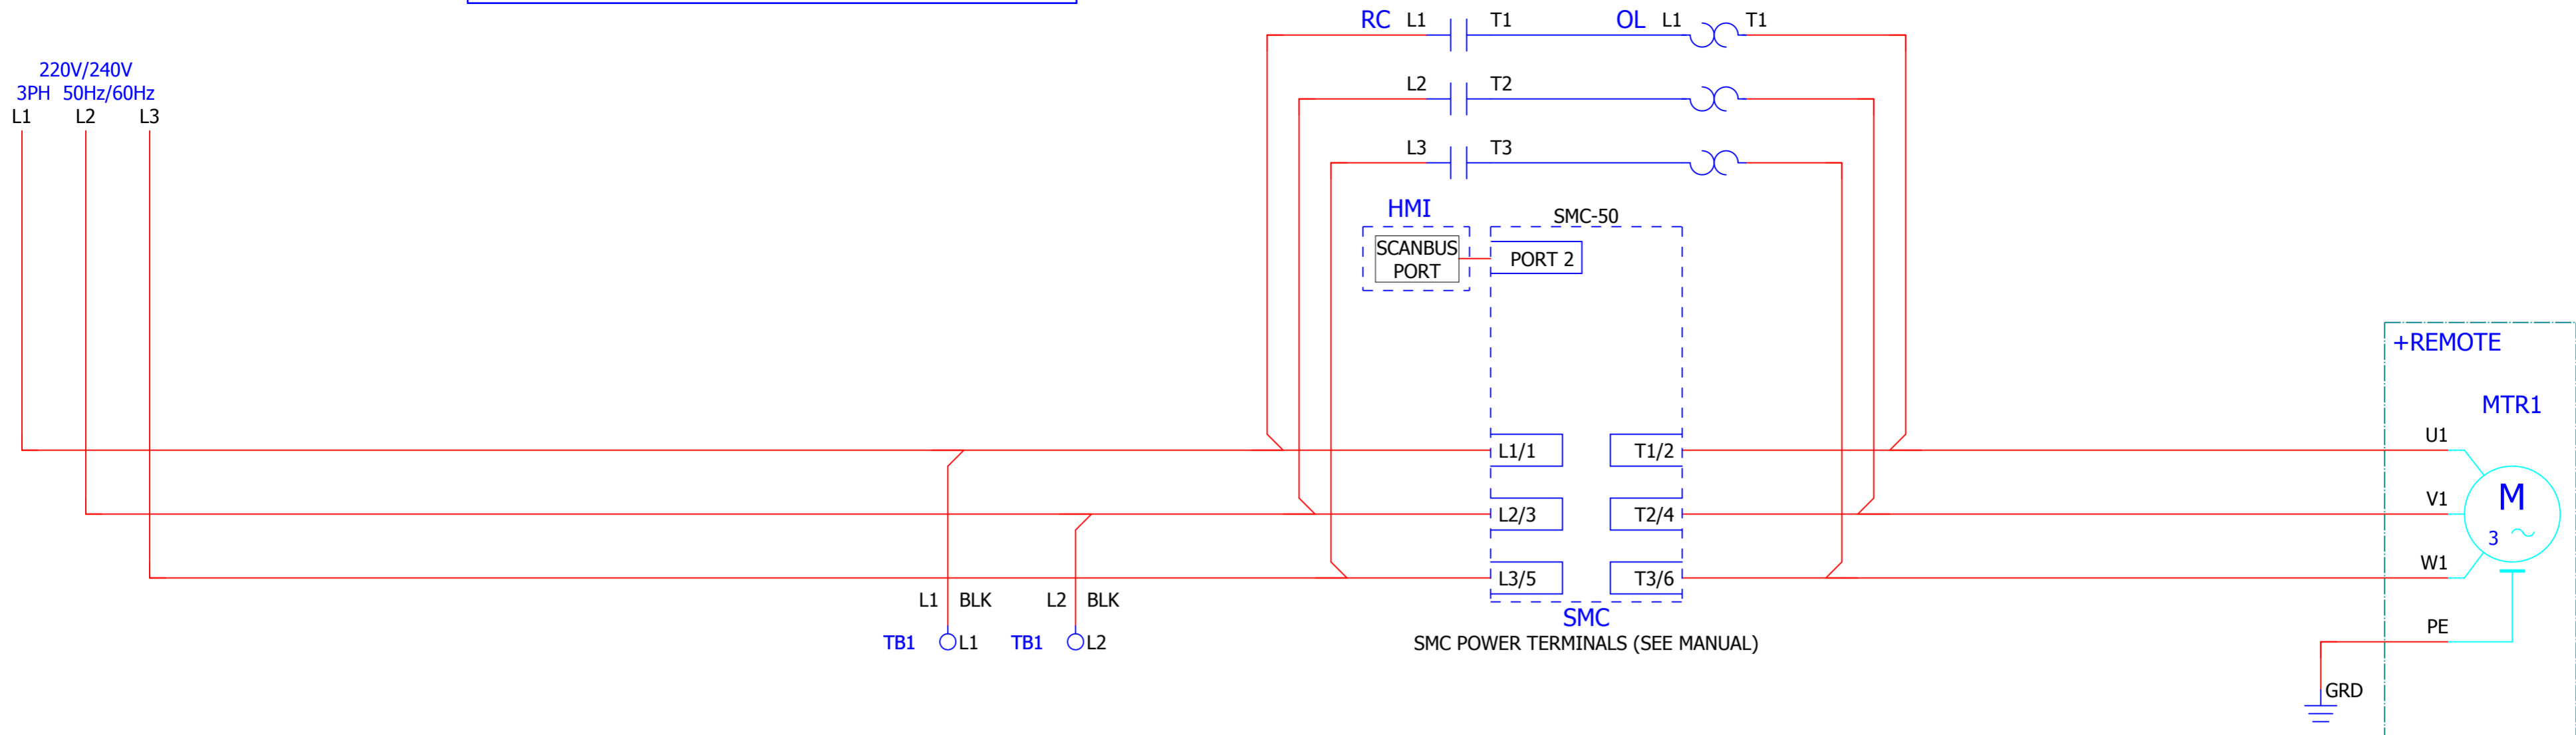 RC L1 T1 OL L1 T1
220V/240V
3PH 50Hz/60Hz
L1 L2 L3
L2 T2
L3 T3
HMI
SCANBUS
PORT
SMC-50
PORT 2
+REMOTE
MTR1
L1/1 T1/2 U1
L2/3 T2/4 V1
M
3
L3/5 T3/6 W1
L1 BLK L2 BLK
TB1 L1 TB1 L2
SMC
SMC POWER TERMINALS (SEE MANUAL)
PE
GRD